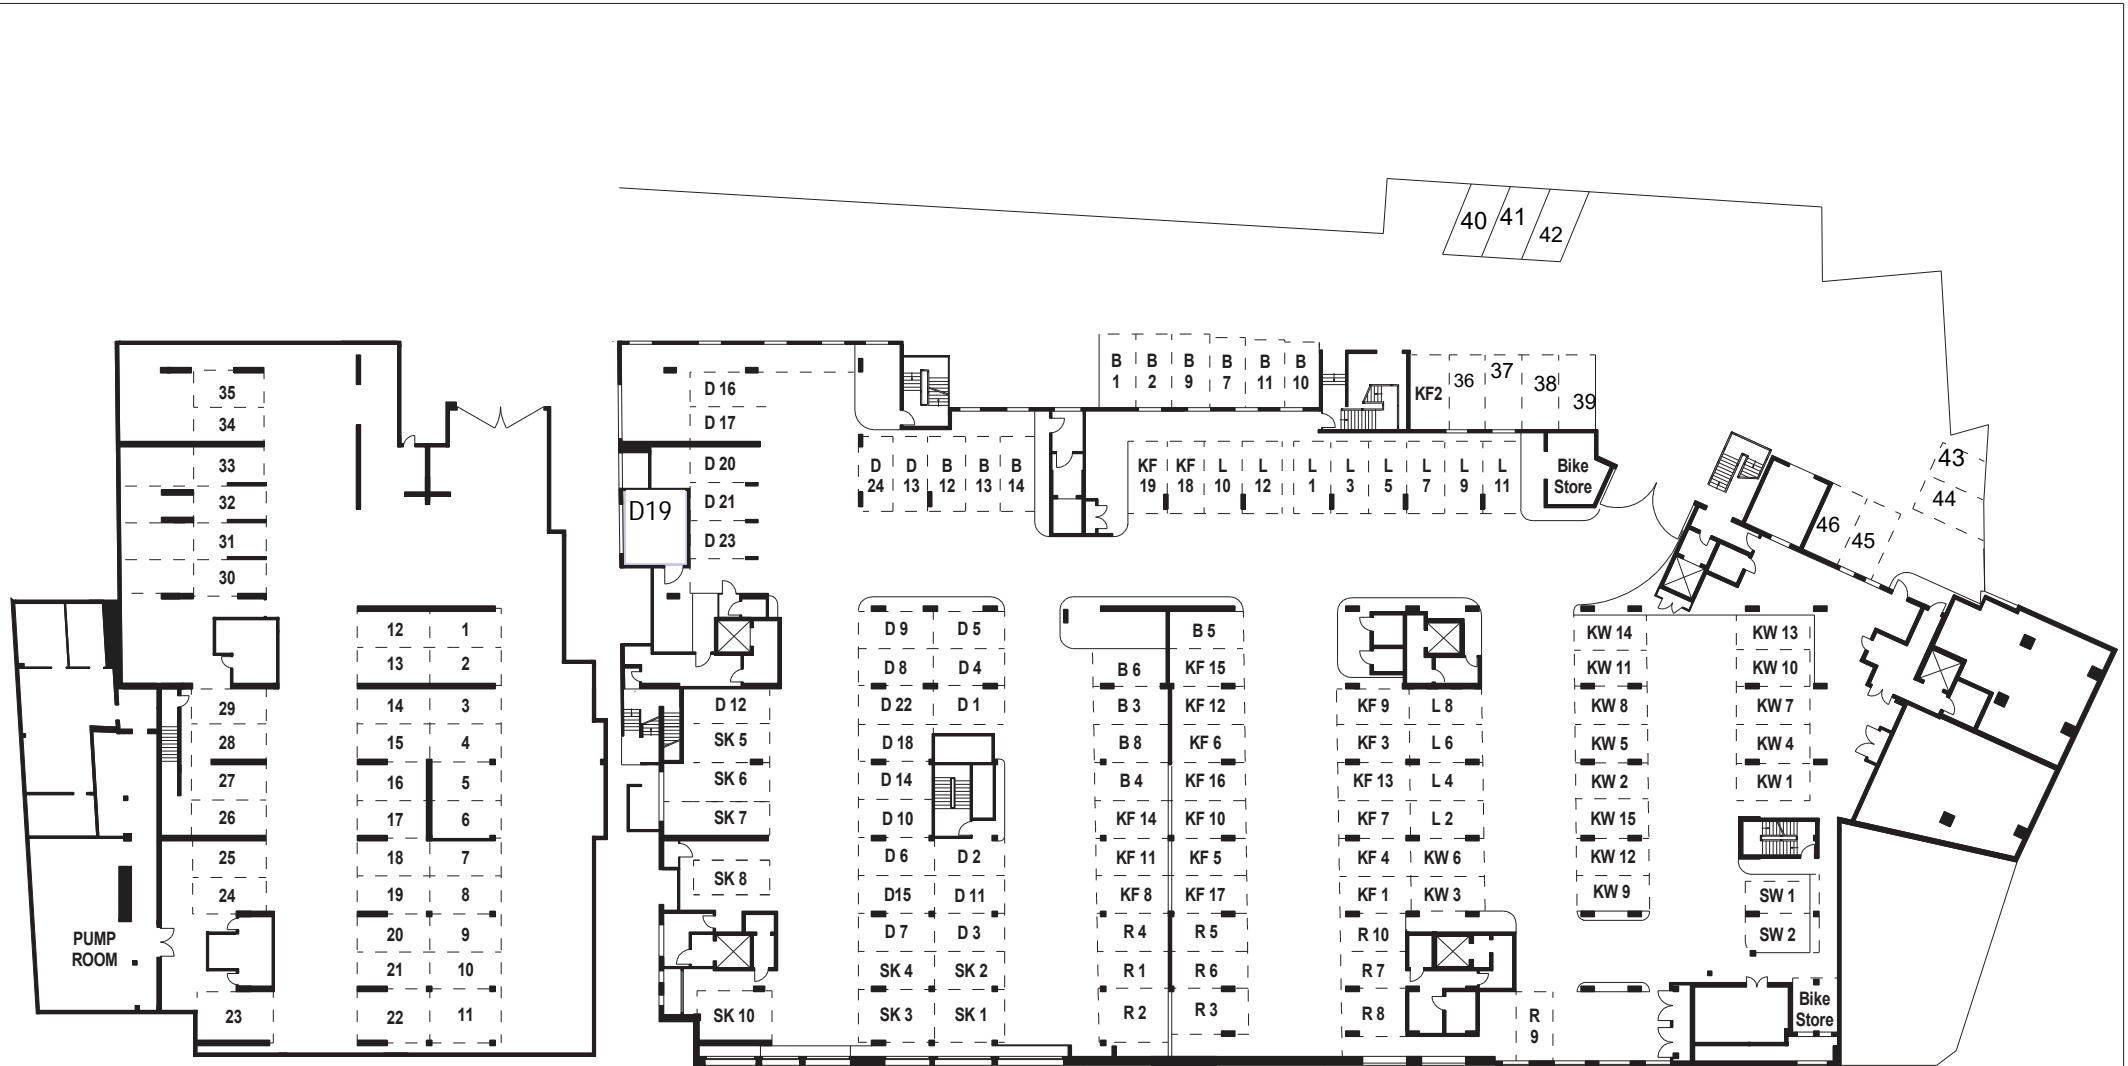 40
41
42
B 1
B 2
B 9
B 7
B 11
B 10
KF2
36
37
38
39
35
34
33
32
31
30
D 16
D 17
D 20
D 21
D19
D 23
D 24
D 13
B 12
B 13
B 14
KF 19
KF 18
L 10
L 12
L 1
L 3
L 5
L 7
L 9
L 11
Bike
Store
43
44
46
45
12
1
13
2
29
14
3
28
15
4
27
16
5
26
17
6
25
18
7
24
19
8
PUMP
ROOM
20
9
21
10
23
22
11
D 12
SK 5
SK 6
SK 7
SK 8
SK 10
D 9
D 5
D 8
D 4
D 22
D 1
D 18
D 14
D 10
D 6
D 2
D15
D 11
D 7
D 3
SK 4
SK 2
SK 3
SK 1
B 5
B 6
KF 15
B 3
KF 12
B 8
KF 6
B 4
KF 16
KF 14
KF 10
KF 11
KF 5
KF 8
KF 17
R 4
R 5
R 1
R 6
R 2
R 3
KF 9
L 8
KF 3
L 6
KF 13
L 4
KF 7
L 2
KF 4
KW 6
KF 1
KW 3
R 10
R 7
R 8
R 9
KW 14
KW 13
KW 11
KW 10
KW 8
KW 7
KW 5
KW 4
KW 2
KW 1
KW 15
KW 12
KW 9
SW 1
SW 2
Bike
Store